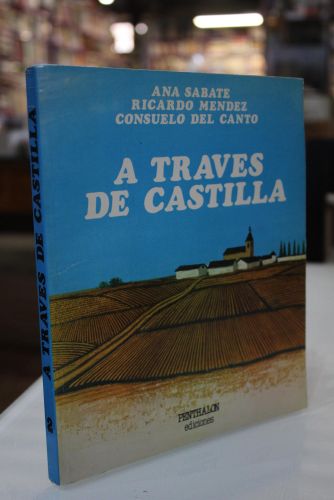 ANA SABATE
RICARDO MENDEZ
CONSUELO DEL CANTO
A TRAVES
DE CASTILLA
PENTHALON
ediciones
A TRAVES DE CASTILLA
2